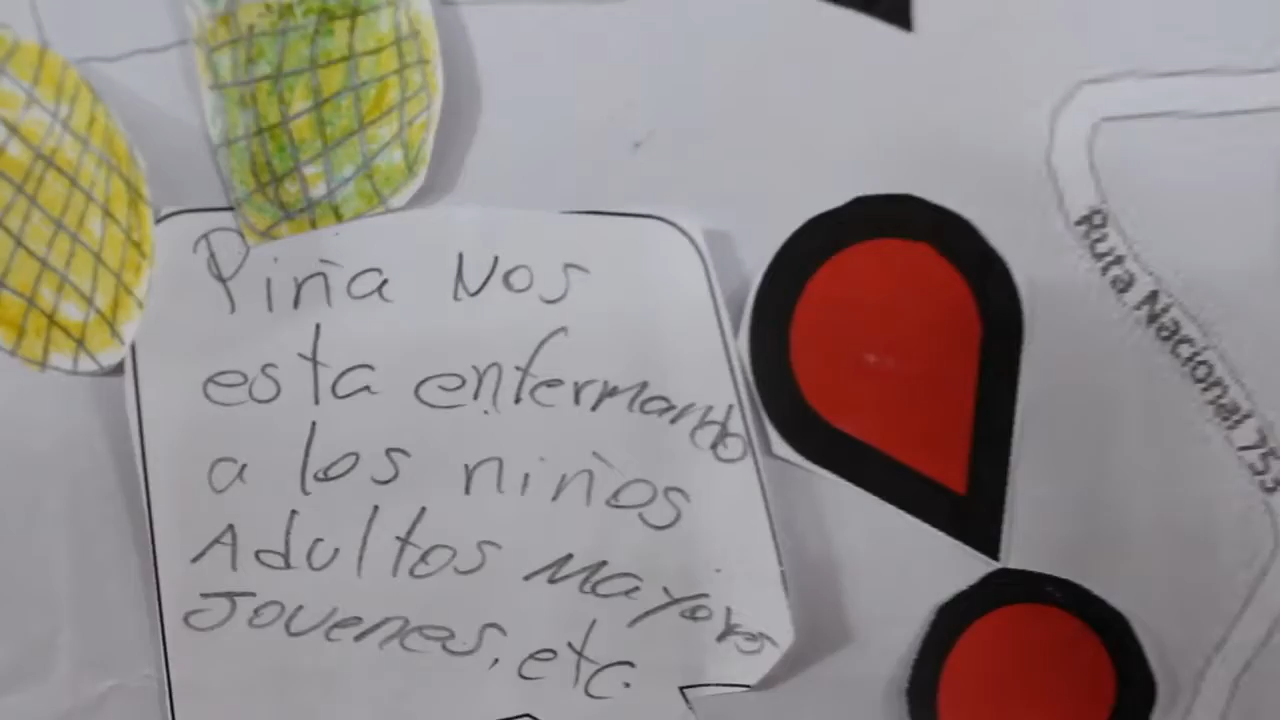 Piña Nos
esta enfermando
a los niños
Adultos Mayores
Jovenes, etc.
Ruta Nacional 753